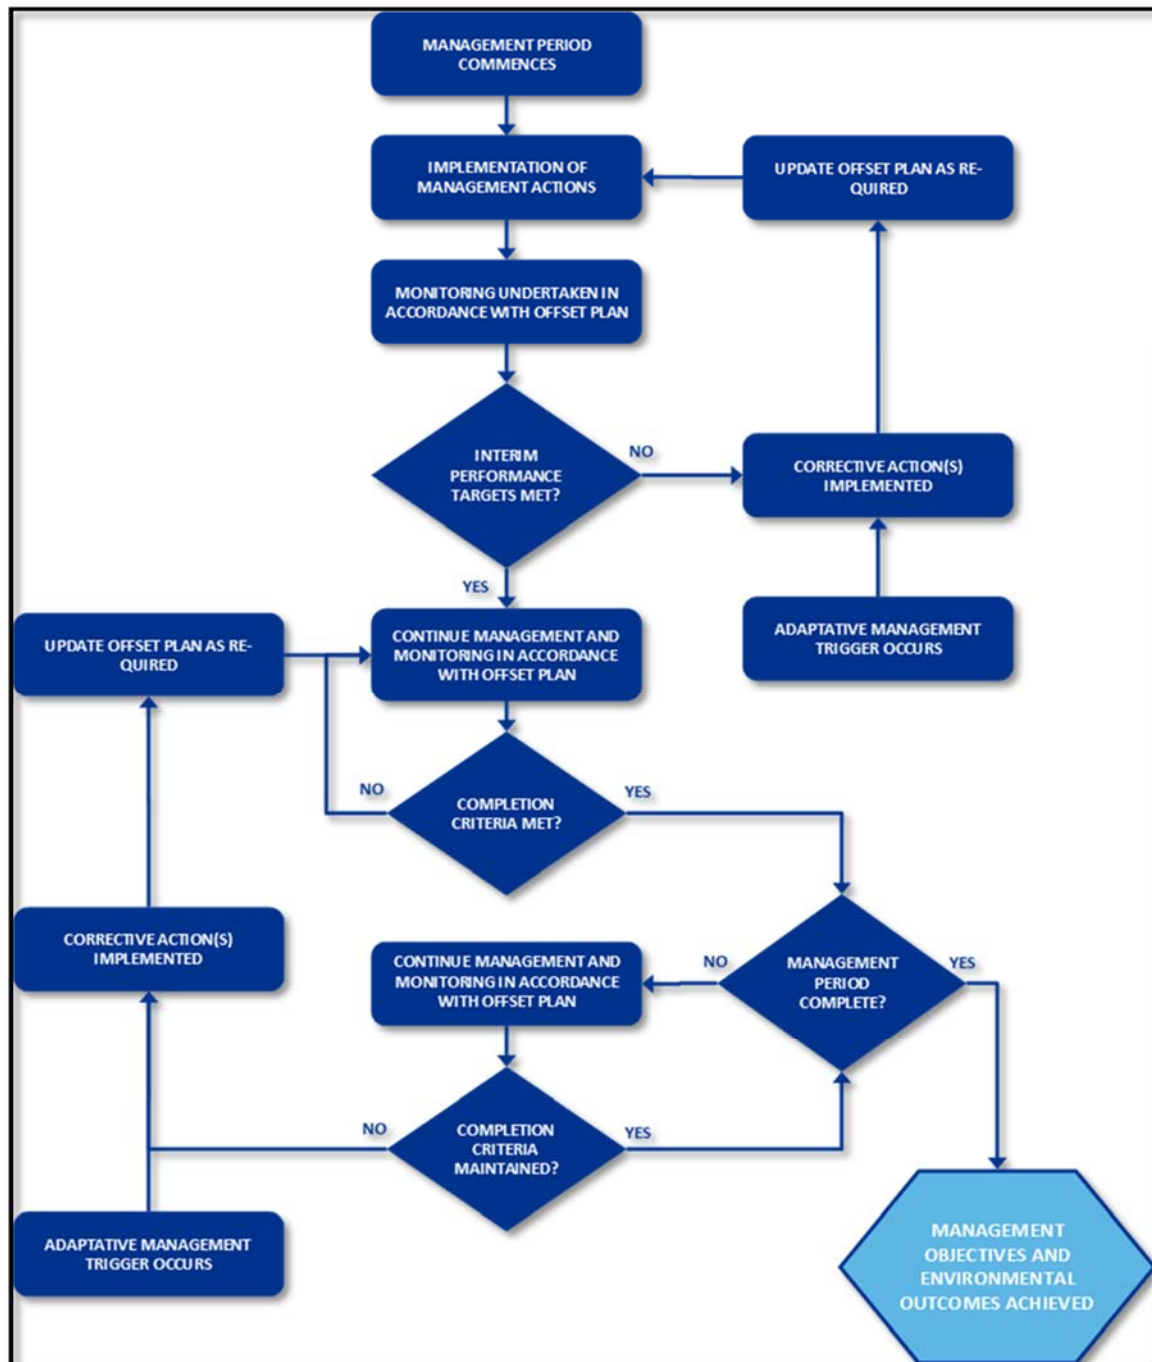 MANAGEMENT PERIOD
COMMENCES
IMPLEMENTATION OF
MANAGEMENT ACTIONS
UPDATE OFFSET PLAN AS RE-
QUIRED
MONITORING UNDERTAKEN IN
ACCORDANCE WITH OFFSET PLAN
INTERIM
PERFORMANCE
TARGETS MET?
NO
CORRECTIVE ACTION(S)
IMPLEMENTED
YES
ADAPTATIVE MANAGEMENT
TRIGGER OCCURS
UPDATE OFFSET PLAN AS RE-
QUIRED
CONTINUE MANAGEMENT AND
MONITORING IN ACCORDANCE
WITH OFFSET PLAN
NO
COMPLETION
CRITERIA MET?
YES
CORRECTIVE ACTION(S)
IMPLEMENTED
CONTINUE MANAGEMENT AND
MONITORING IN ACCORDANCE
WITH OFFSET PLAN
NO
MANAGEMENT
PERIOD
COMPLETE?
YES
NO
COMPLETION
CRITERIA
MAINTAINED?
YES
ADAPTATIVE MANAGEMENT
TRIGGER OCCURS
MANAGEMENT
OBJECTIVES AND
ENVIRONMENTAL
OUTCOMES ACHIEVED